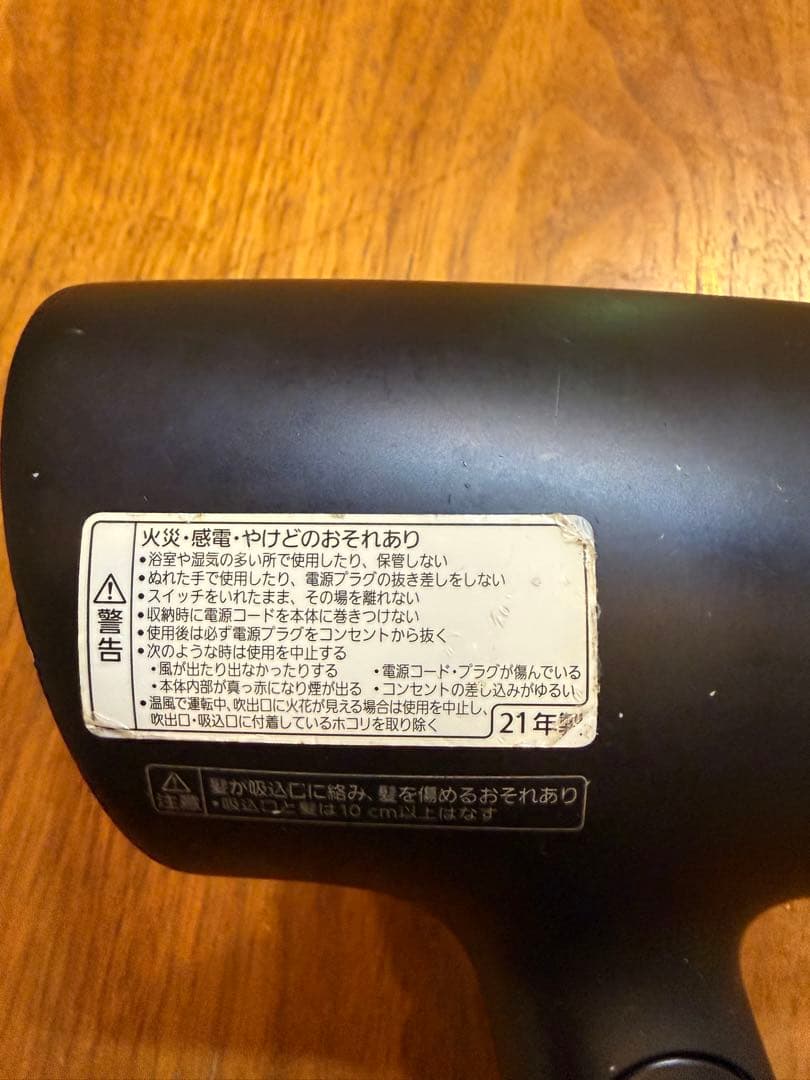 警告
火災・感電・やけどのおそれあり
•浴室や湿気の多い所で使用したり、保管しない
•ぬれた手で使用したり、電源プラグの抜き差しをしない
•スイッチをいれたまま、その場を離れない
•収納時に電源コードを本体に巻きつけない
•使用後は必ず電源プラグをコンセントから抜く
•次のような時は使用を中止する
・風が出たり出なかったりする ・電源コード・プラグが傷んでいる
・本体内部が真っ赤になり煙が出る ・コンセントの差し込みがゆるい
•温風で運転中、吹出口に火花が見える場合は使用を中止し、
吹出口・吸込口に付着しているホコリを取り除く
21年製
注意
髪が吸込口に絡み、髪を傷めるおそれあり
•吸込口と髪は10cm以上はなす